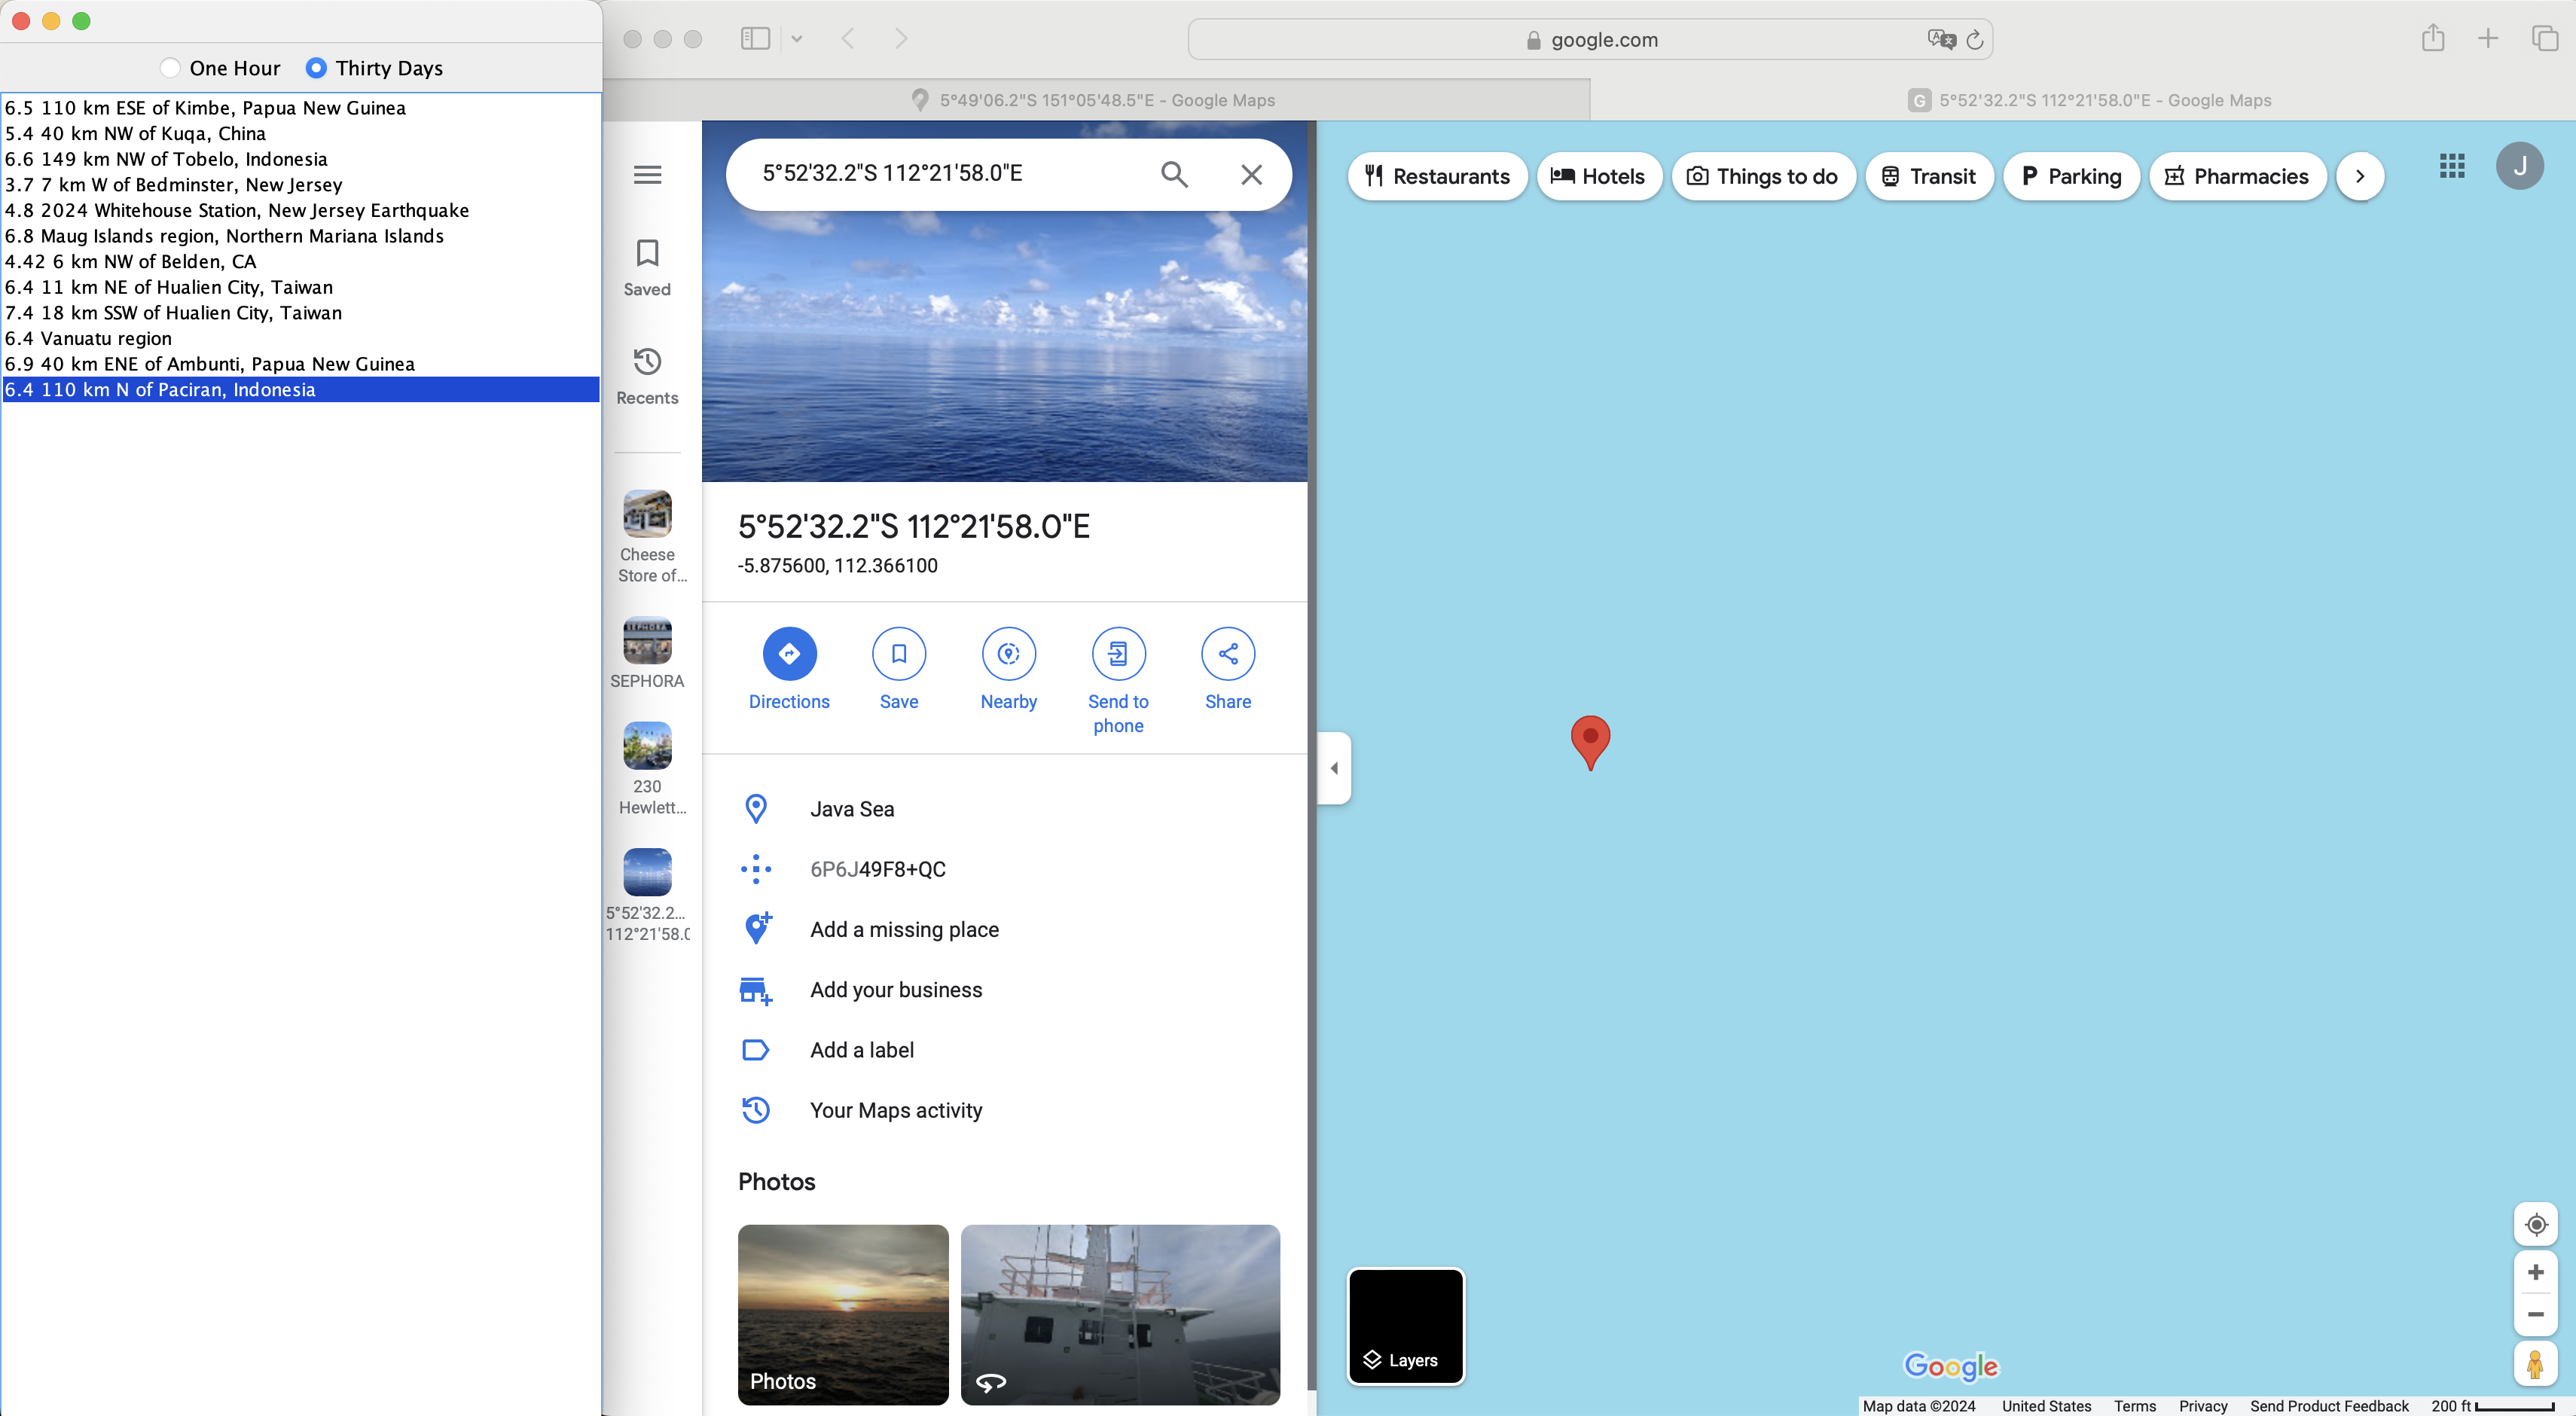 One Hour
Thirty Days
6.5 110 km ESE of Kimbe, Papua New Guinea
5.4 40 km NW of Kuqa, China
6.6 149 km NW of Tobelo, Indonesia
3.7 7 km W of Bedminster, New Jersey
4.8 2024 Whitehouse Station, New Jersey Earthquake
6.8 Maug Islands region, Northern Mariana Islands
4.42 6 km NW of Belden, CA
6.4 11 km NE of Hualien City, Taiwan
7.4 18 km SSW of Hualien City, Taiwan
6.4 Vanuatu region
6.9 40 km ENE of Ambunti, Papua New Guinea
6.4 110 km N of Paciran, Indonesia
google.com
5°49'06.2"S 151°05'48.5"E - Google Maps
G
5°52'32.2"S 112°21'58.0"E - Google Maps
Saved
Recents
Cheese
Store of...
SEPHORA
SEPHORA
230
Hewlett...
5°52'32.2...
112°21'58.0
5°52'32.2"S 112°21'58.0"E
5°52'32.2"S 112°21'58.0"E
-5.875600, 112.366100
Directions
Save
Nearby
Send to
phone
Share
Java Sea
6P6J49F8+QC
Add a missing place
Add your business
Add a label
Your Maps activity
Photos
Photos
Restaurants
Hotels
Things to do
Transit
P Parking
Pharmacies
J
Layers
Google
Map data ©2024
United States
Terms
Privacy
Send Product Feedback
200 ft